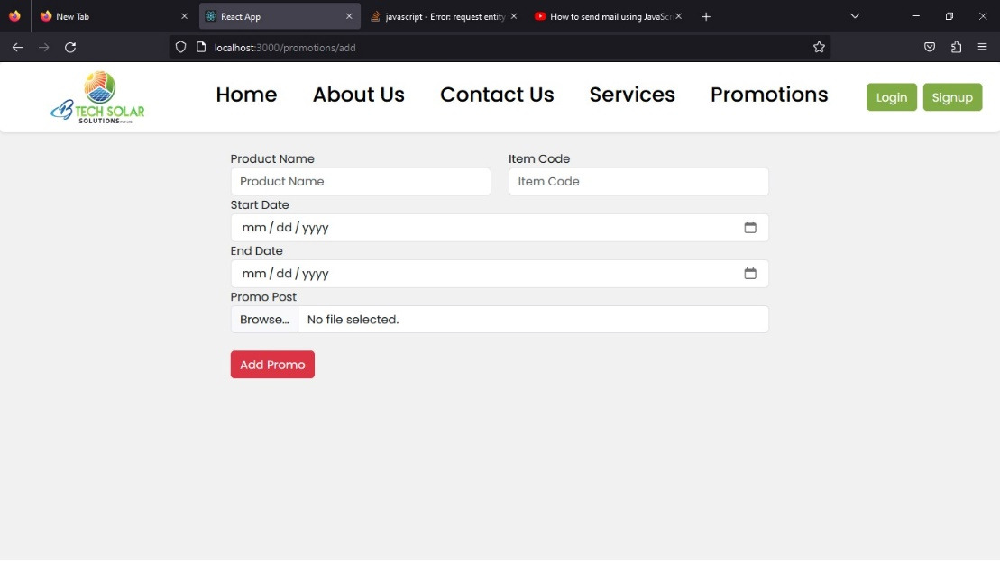 New Tab
React App
javascript - Error: request entity
How to send mail using JavaScri
localhost:3000/promotions/add
B TECH SOLAR
SOLUTIONS
Home About Us Contact Us Services Promotions Login Signup
Product Name Item Code
Product Name Item Code
Start Date
mm / dd / yyyy
End Date
mm / dd / yyyy
Promo Post
Browse... No file selected.
Add Promo